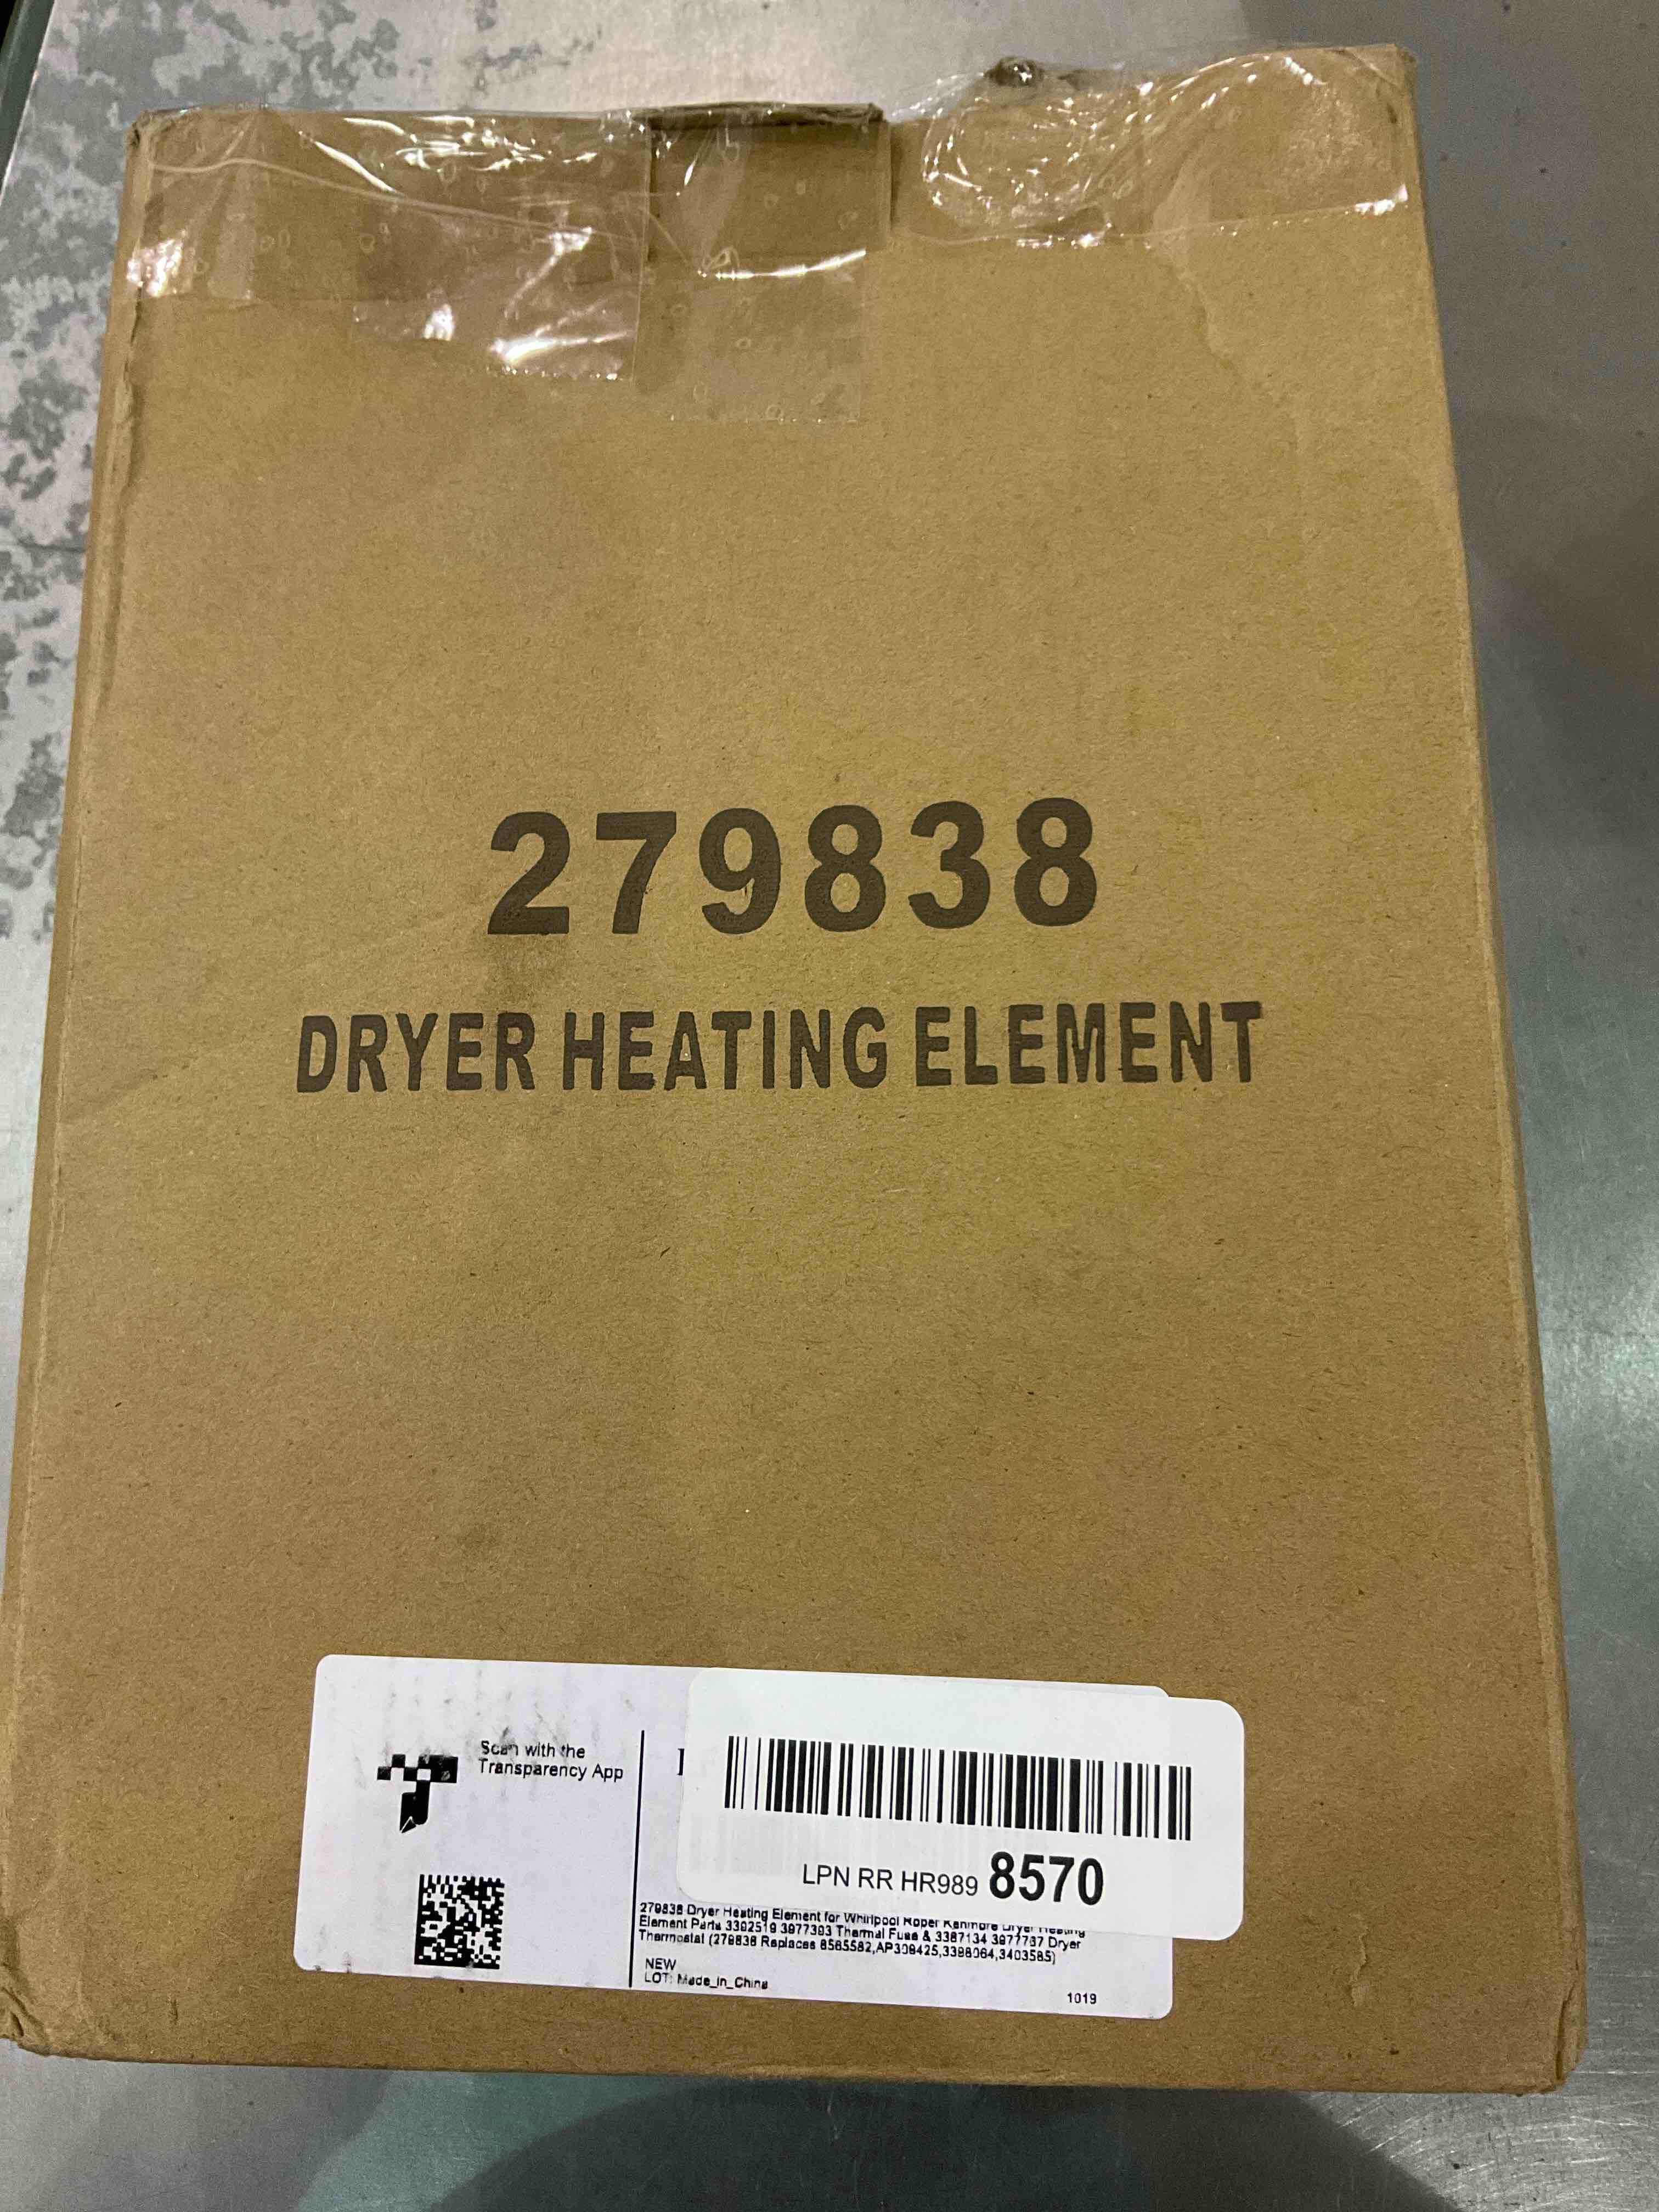 279838
DRYER HEATING ELEMENT
Scan with the
Transparency App
LPN RR HR989 8570
279838 Dryer Heating Element for Whirlpool Roper Kenmore Dryer Heating
Element Parts 3392519 3977393 Thermal Fuse & 3387134 3977767 Dryer
Thermostat (279838 Replaces 8565582,AP309425,3398064,3403585)
NEW
LOT: Made_in_China
1019